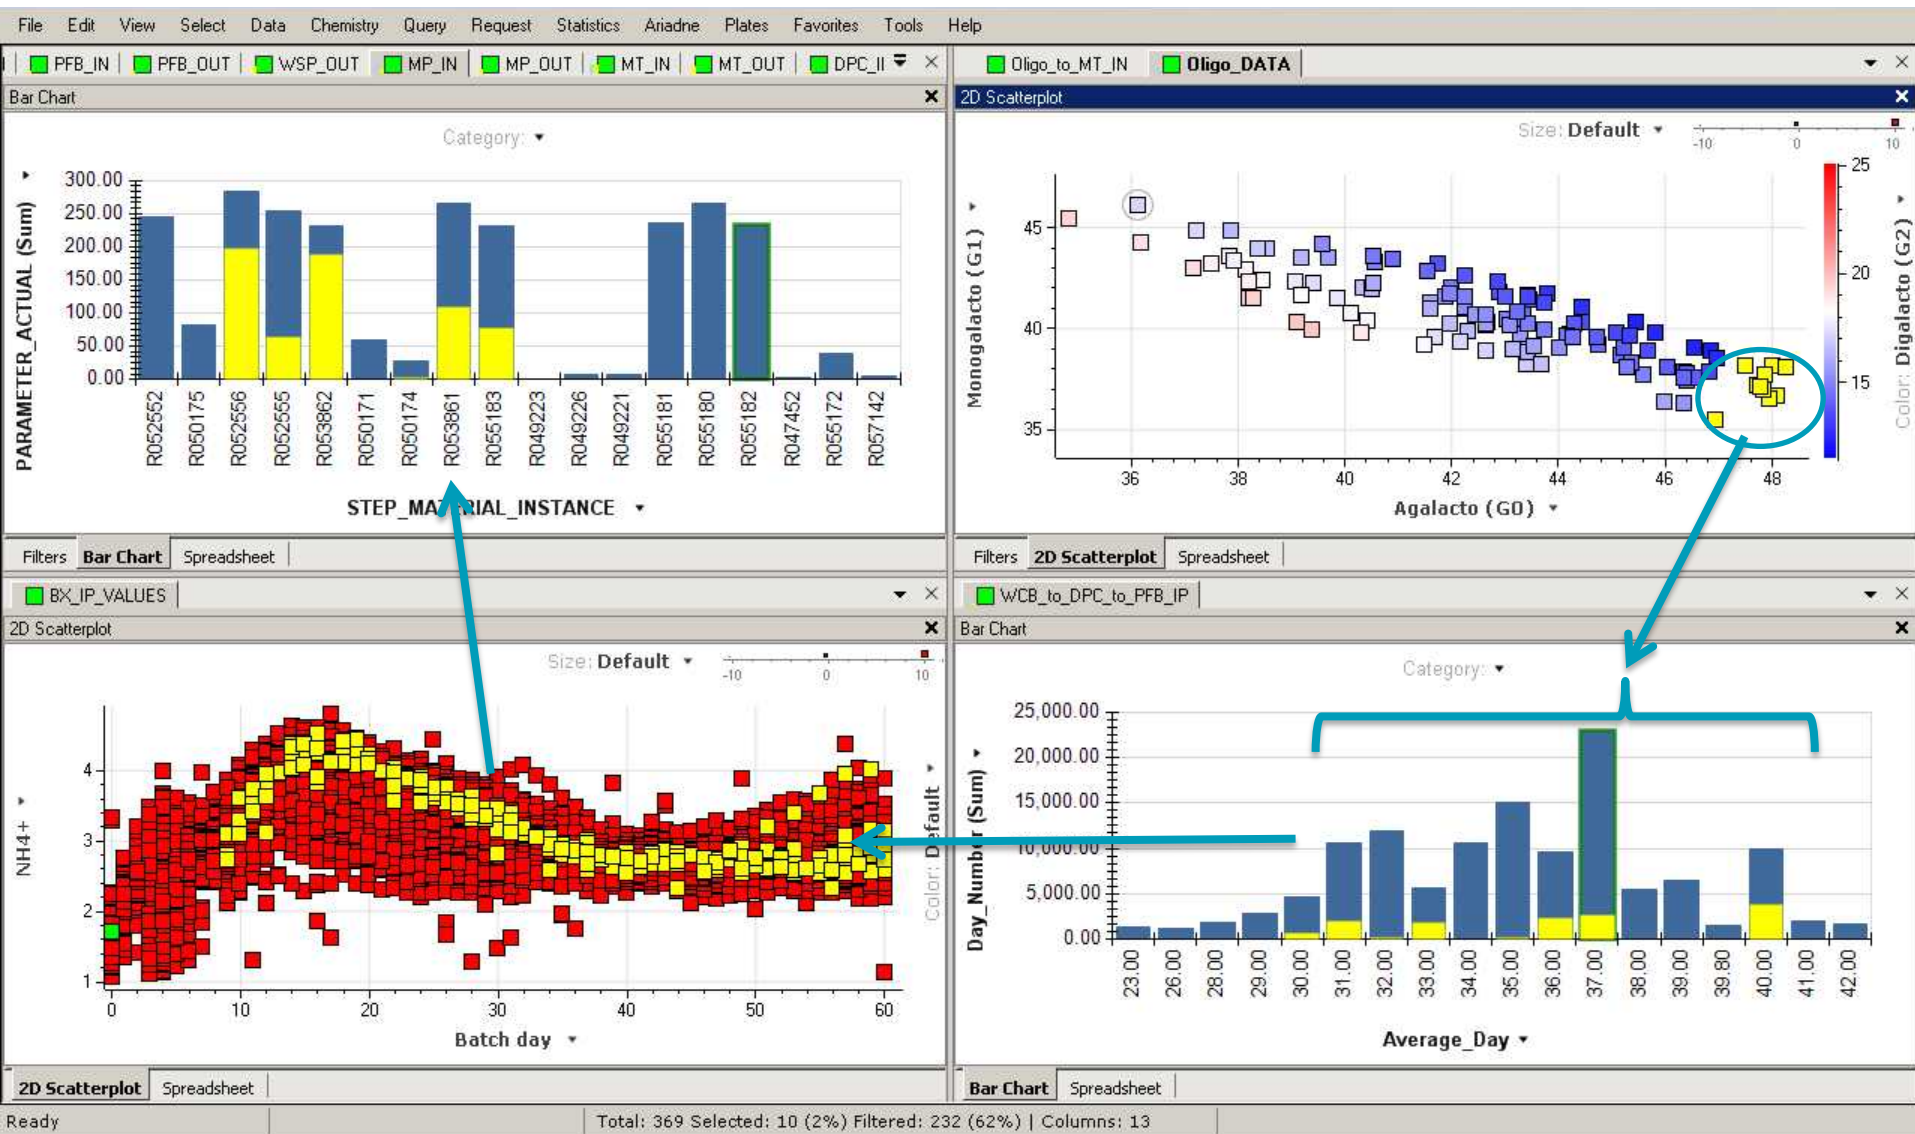 File Edit View Select Data Chemistry Query Request Statistics Ariadne Plates Favorites Tools Help
PFB_IN PFB_OUT WSP_OUT MP_IN MP_OUT MT_IN MT_OUT DPC_II
Bar Chart
Category:
PARAMETER_ACTUAL (Sum)
300.00
250.00
200.00
150.00
100.00
50.00
0.00
R052552 R050175 R052556 R052555 R053862 R050171 R050174 R053861 R055183 R049223 R049226 R049221 R055181 R055180 R055182 R047452 R055172 R057142
STEP_MATERIAL_INSTANCE
Filters Bar Chart Spreadsheet
Oligo_to_MT_IN Oligo_DATA
2D Scatterplot
Size: Default
-10 0 10
Monogalacto (G1)
45
40
35
36 38 40 42 44 46 48
Agalacto (G0)
25
20
15
Color: Digalacto (G2)
Filters 2D Scatterplot Spreadsheet
BX_IP_VALUES
2D Scatterplot
Size: Default
-10 0 10
NH4+
4
3
2
1
0 10 20 30 40 50 60
Batch day
Color: Default
2D Scatterplot Spreadsheet
WCB_to_DPC_to_PFB_IP
Bar Chart
Category:
Day_Number (Sum)
25,000.00
20,000.00
15,000.00
10,000.00
5,000.00
0.00
23.00 26.00 28.00 29.00 30.00 31.00 32.00 33.00 34.00 35.00 36.00 37.00 38.00 39.00 39.80 40.00 41.00 42.00
Average_Day
Bar Chart Spreadsheet
Ready Total: 369 Selected: 10 (2%) Filtered: 232 (62%) | Columns: 13